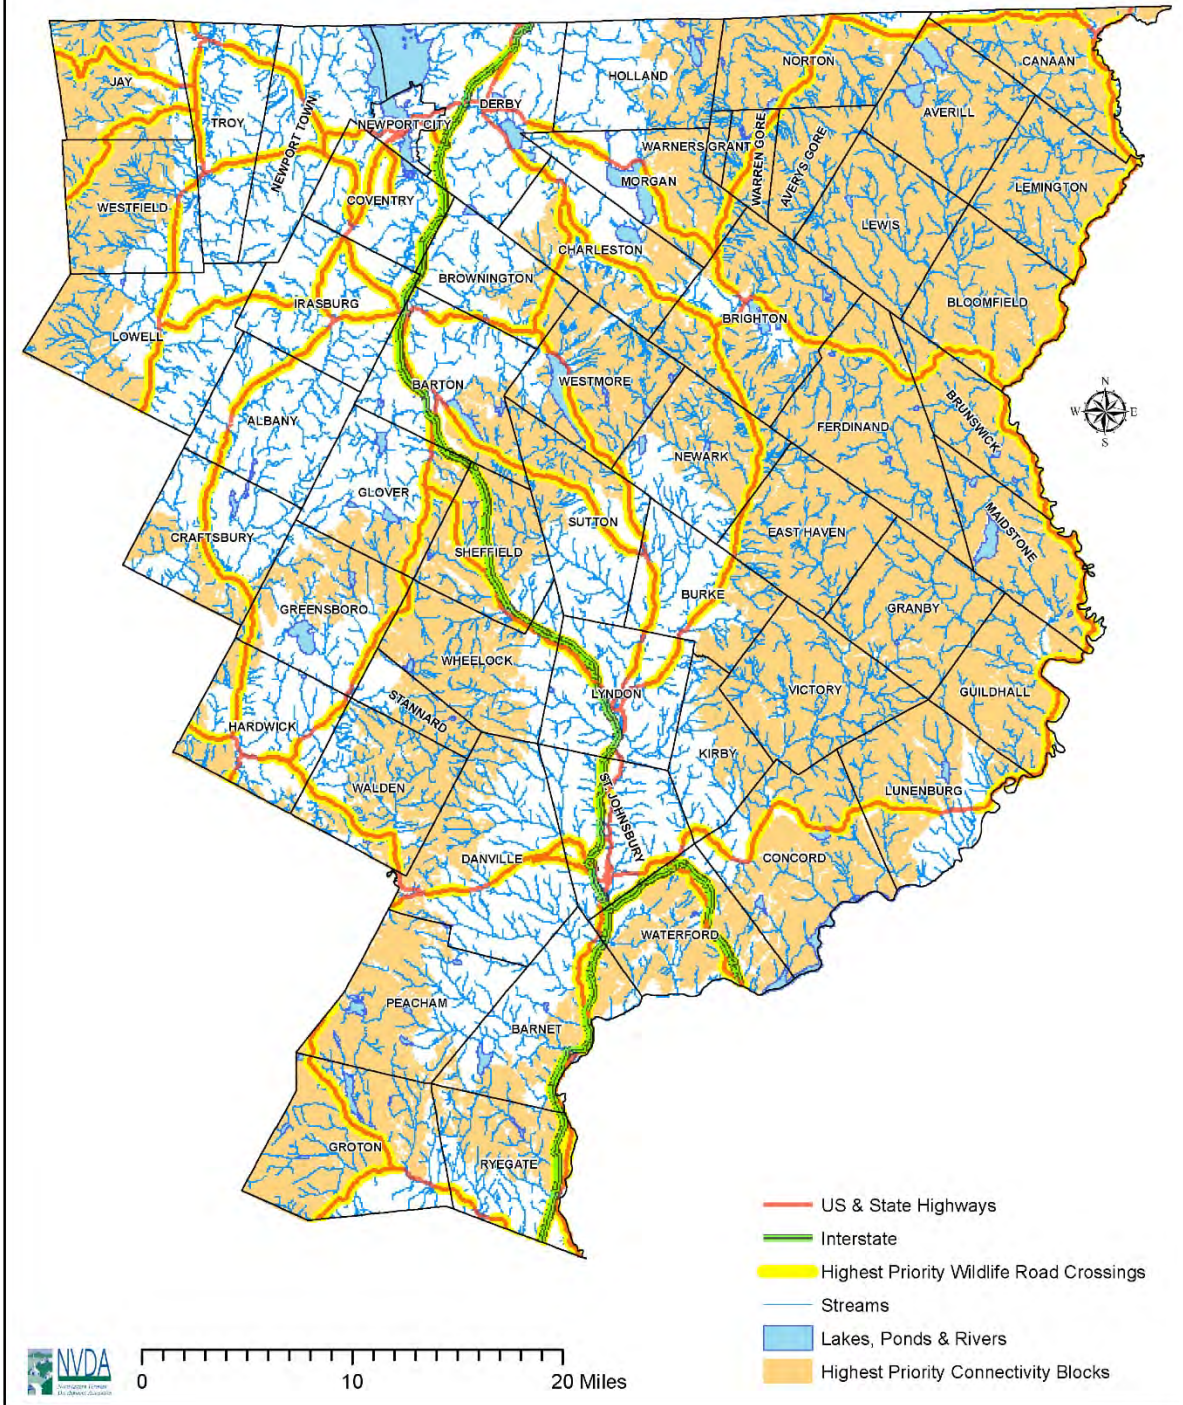 JAY
TROY
NEWPORT TOWN
NEWPORT CITY
DERBY
HOLLAND
NORTON
CANAAN
AVERILL
WARNERS GRANT
WARREN GORE
AVERYS GORE
MORGAN
LEMINGTON
WESTFIELD
COVENTRY
LEWIS
CHARLESTON
BROWNINGTON
BLOOMFIELD
IRASBURG
BRIGHTON
LOWELL
BARTON
WESTMORE
ALBANY
BRUNSWICK
FERDINAND
N
W
E
S
NEWARK
GLOVER
SUTTON
MAIDSTONE
CRAFTSBURY
SHEFFIELD
EAST HAVEN
BURKE
GRANBY
GREENSBORO
WHEELOCK
LYNDON
VICTORY
GUILDHALL
STANNARD
HARDWICK
KIRBY
WALDEN
LUNENBURG
ST. JOHNSBURY
DANVILLE
CONCORD
WATERFORD
PEACHAM
BARNET
GROTON
RYEGATE
US & State Highways
Interstate
Highest Priority Wildlife Road Crossings
Streams
Lakes, Ponds & Rivers
Highest Priority Connectivity Blocks
NVDA
Northeastern Vermont
Development Association
0 10 20 Miles